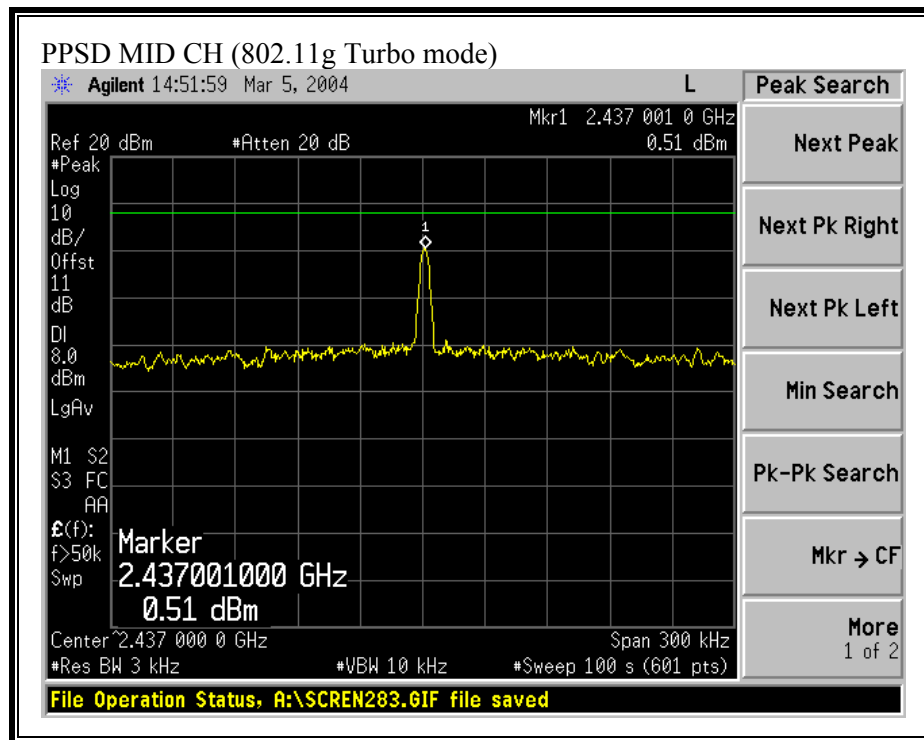 PPSD MID CH (802.11g Turbo mode)
Agilent 14:51:59 Mar 5, 2004 L
Peak Search
Mkr1 2.437 001 0 GHz
Ref 20 dBm #Atten 20 dB 0.51 dBm
#Peak
Log
10
dB/
Offst
11
dB
DI
8.0
dBm
LgAv
M1 S2
S3 FC
AA
£(f):
f>50k
Swp
1
Marker
2.437001000 GHz
0.51 dBm
Center^2.437 000 0 GHz Span 300 kHz
#Res BW 3 kHz #VBW 10 kHz #Sweep 100 s (601 pts)
Next Peak
Next Pk Right
Next Pk Left
Min Search
Pk-Pk Search
Mkr → CF
More
1 of 2
File Operation Status, A:\SCREN283.GIF file saved